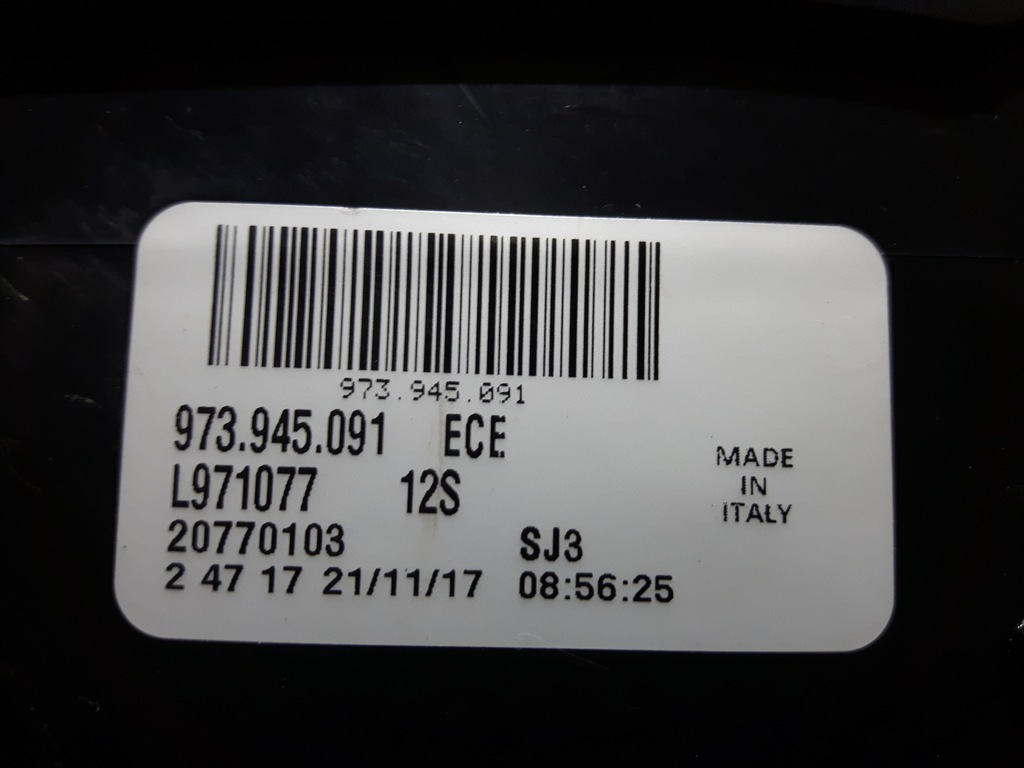 973.945.091
973.945.091 ECE
L971077 12S
20770103 SJ3
2 47 17 21/11/17 08:56:25
MADE
IN
ITALY